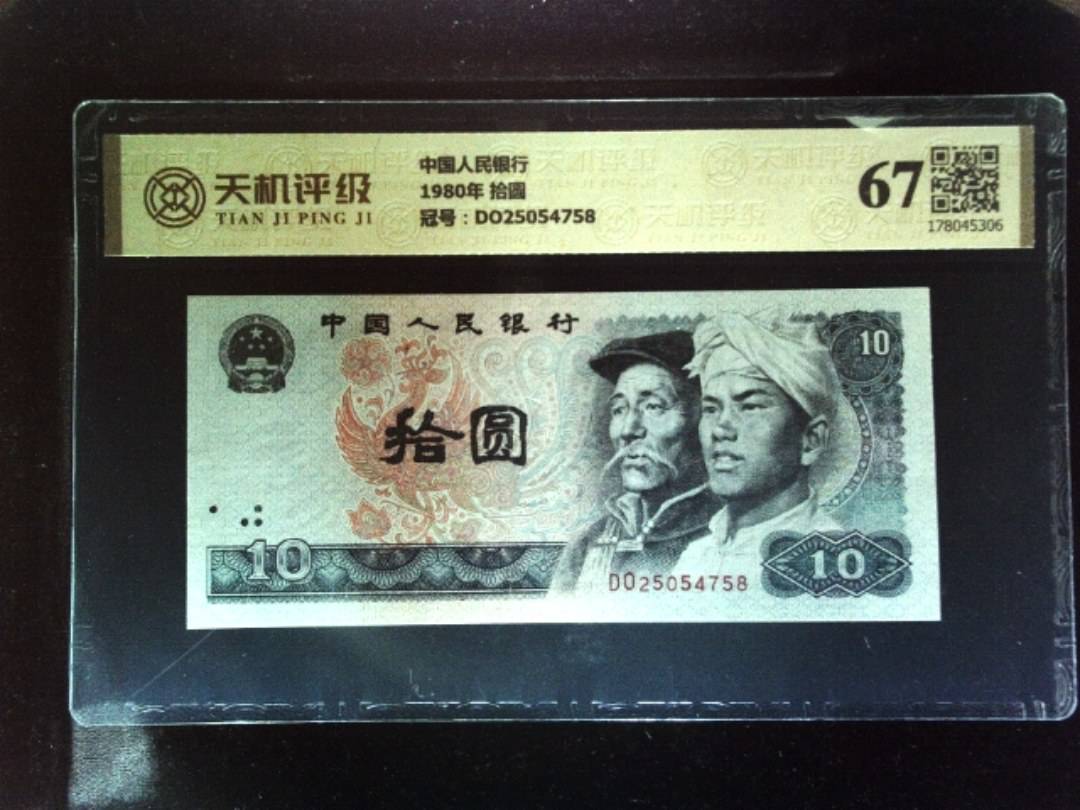 天机评级
TIAN JI PING JI
中国人民银行
1980年 拾圆
冠号：DO25054758
67
178045306
中国人民银行
10
拾圆
10
DO25054758
10